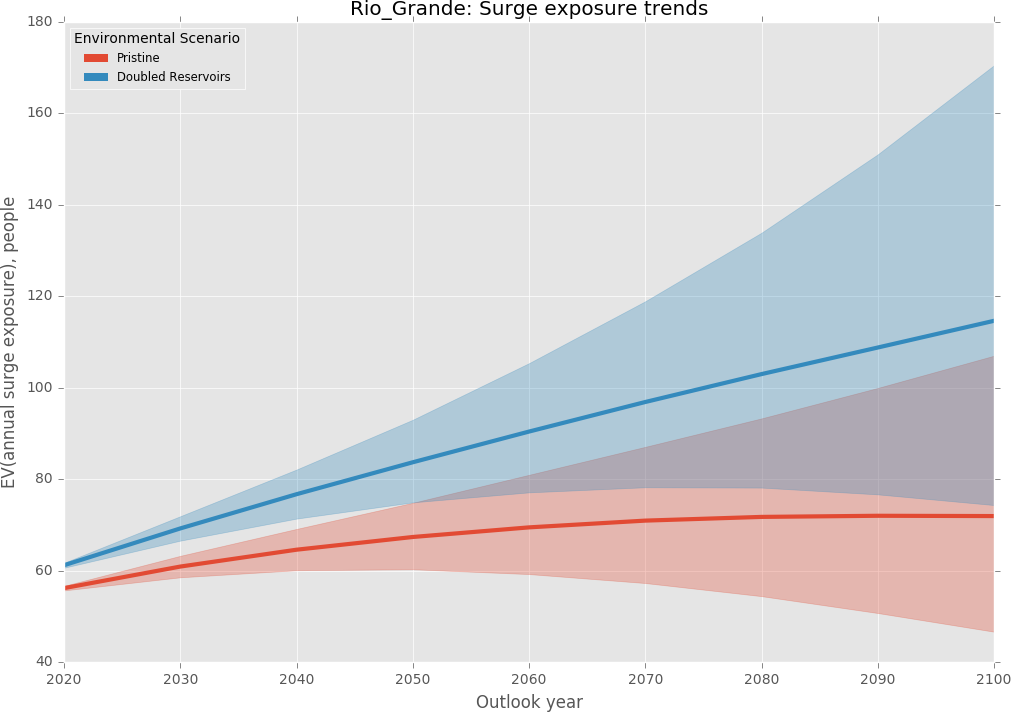 Rio_Grande: Surge exposure trends
Environmental Scenario
Pristine
Doubled Reservoirs
EV(annual surge exposure), people
180
160
140
120
100
80
60
40
2020 2030 2040 2050 2060 2070 2080 2090 2100
Outlook year